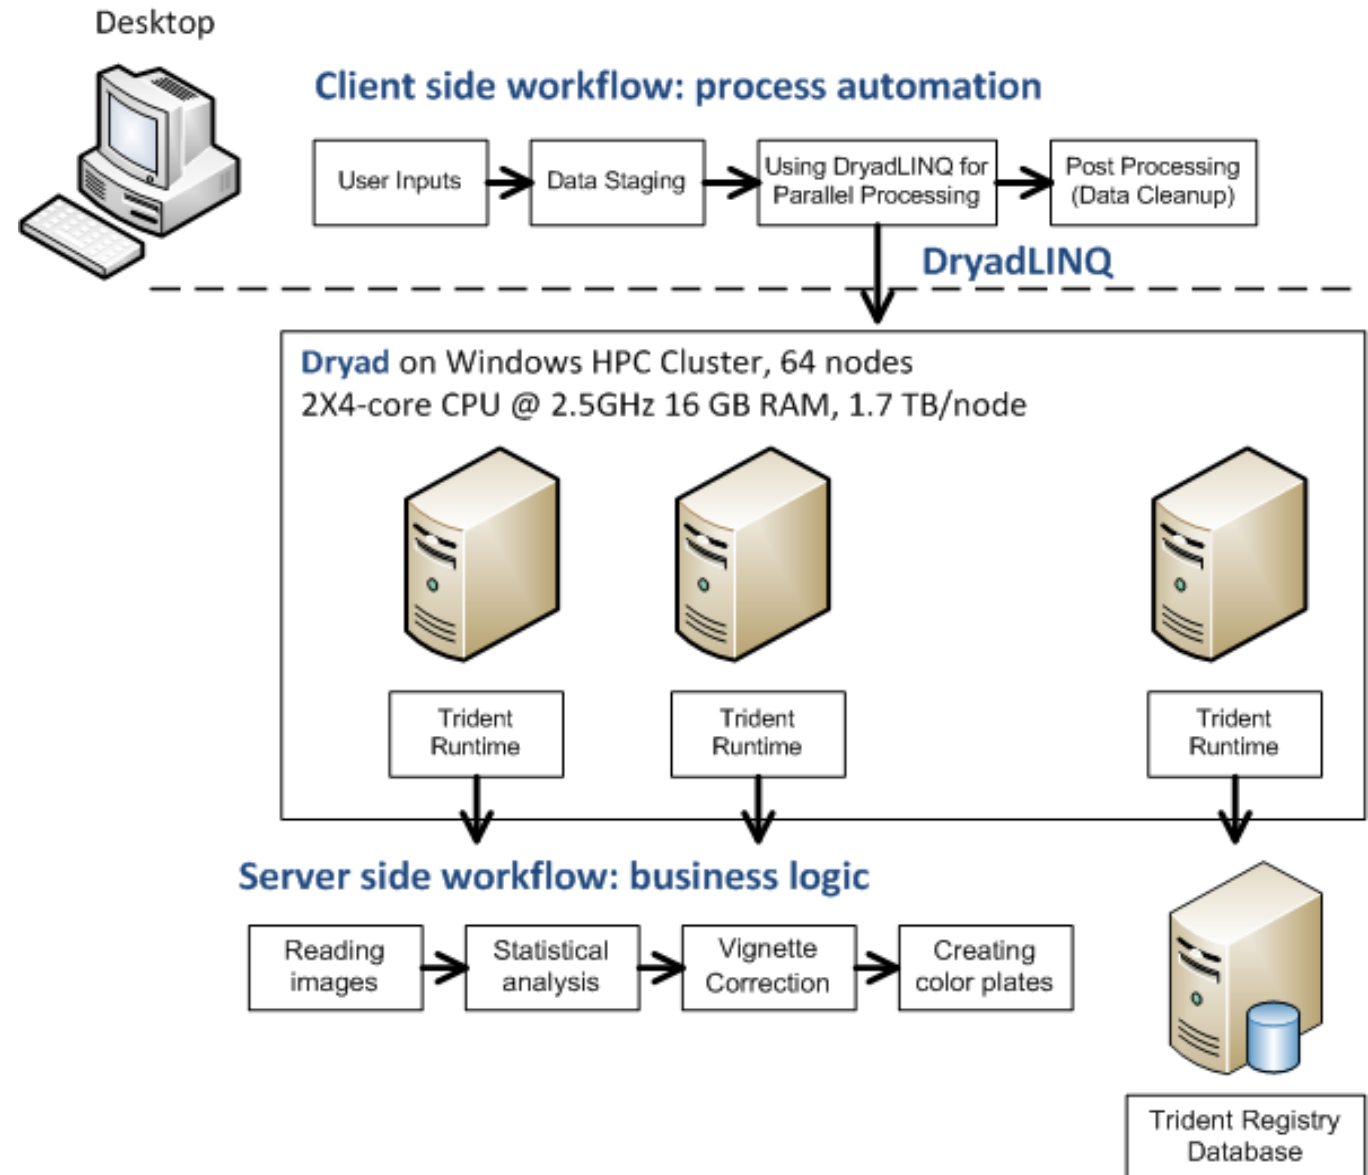 Desktop
Client side workflow: process automation
User Inputs
Data Staging
Using DryadLINQ for
Parallel Processing
Post Processing
(Data Cleanup)
DryadLINQ
Dryad on Windows HPC Cluster, 64 nodes
2X4-core CPU @ 2.5GHz 16 GB RAM, 1.7 TB/node
Trident
Runtime
Trident
Runtime
Trident
Runtime
Server side workflow: business logic
Reading
images
Statistical
analysis
Vignette
Correction
Creating
color plates
Trident Registry
Database